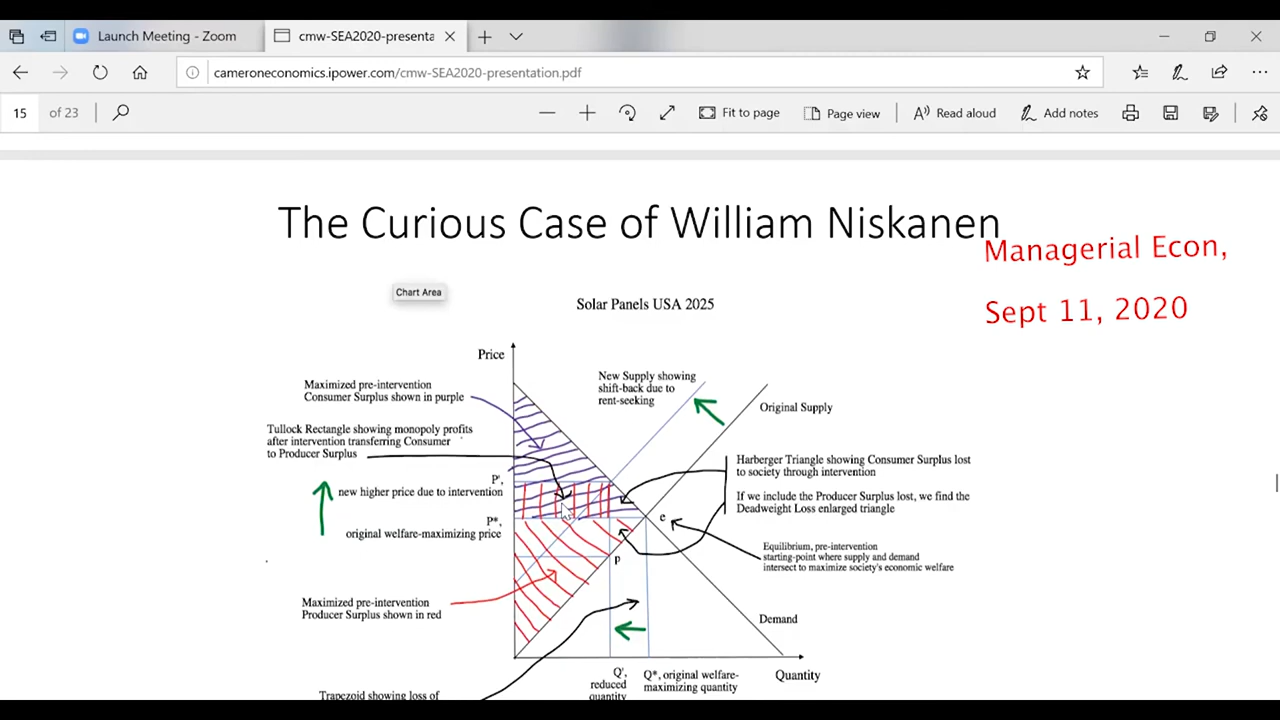 Launch Meeting - Zoom
cmw-SEA2020-presenta
cameroneconomics.ipower.com/cmw-SEA2020-presentation.pdf
15 of 23
Fit to page
Page view
Read aloud
Add notes
The Curious Case of William Niskanen
Managerial Econ,
Sept 11, 2020
Chart Area
Solar Panels USA 2025
Price
Maximized pre-intervention
Consumer Surplus shown in purple
New Supply showing
shift-back due to
rent-seeking
Original Supply
Tullock Rectangle showing monopoly profits
after intervention transferring Consumer
to Producer Surplus
P',
new higher price due to intervention
P*,
original welfare-maximizing price
Harberger Triangle showing Consumer Surplus lost
to society through intervention
If we include the Producer Surplus lost, we find the
Deadweight Loss enlarged triangle
e
Equilibrium, pre-intervention
starting-point where supply and demand
intersect to maximize society's economic welfare
p
Maximized pre-intervention
Producer Surplus shown in red
Demand
Quantity
Q',
reduced
quantity
Q*, original welfare-
maximizing quantity
Trapezoid showing loss of